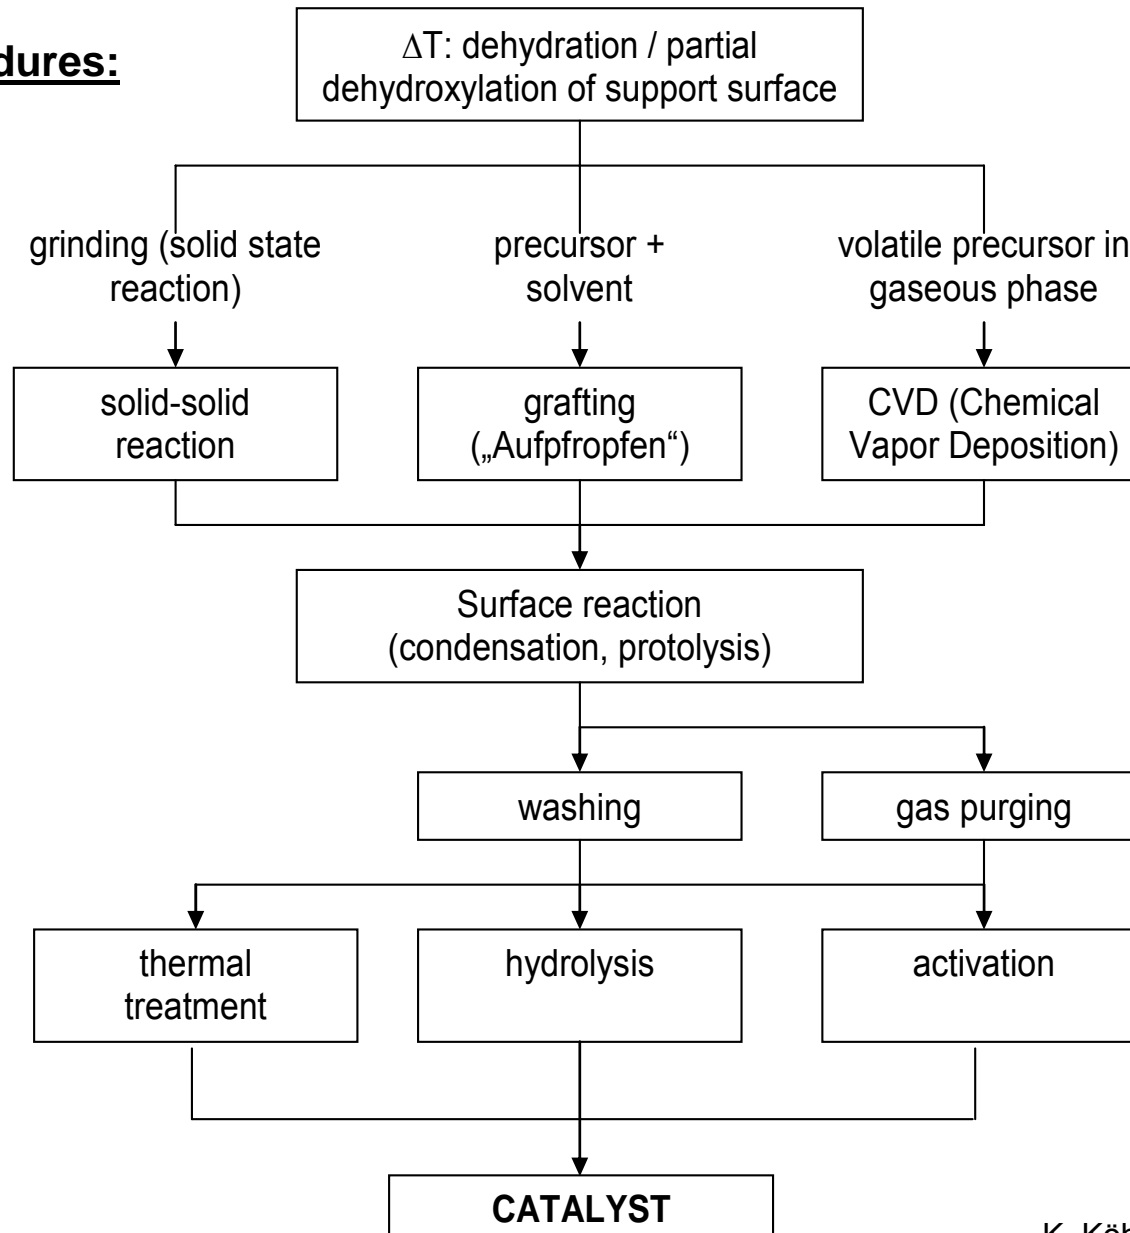 dures:
ΔT: dehydration / partial
dehydroxylation of support surface
grinding (solid state
reaction)
precursor +
solvent
volatile precursor in
gaseous phase
solid-solid
reaction
grafting
(„Aufpfropfen“)
CVD (Chemical
Vapor Deposition)
Surface reaction
(condensation, protolysis)
washing
gas purging
thermal
treatment
hydrolysis
activation
CATALYST
K. Köh